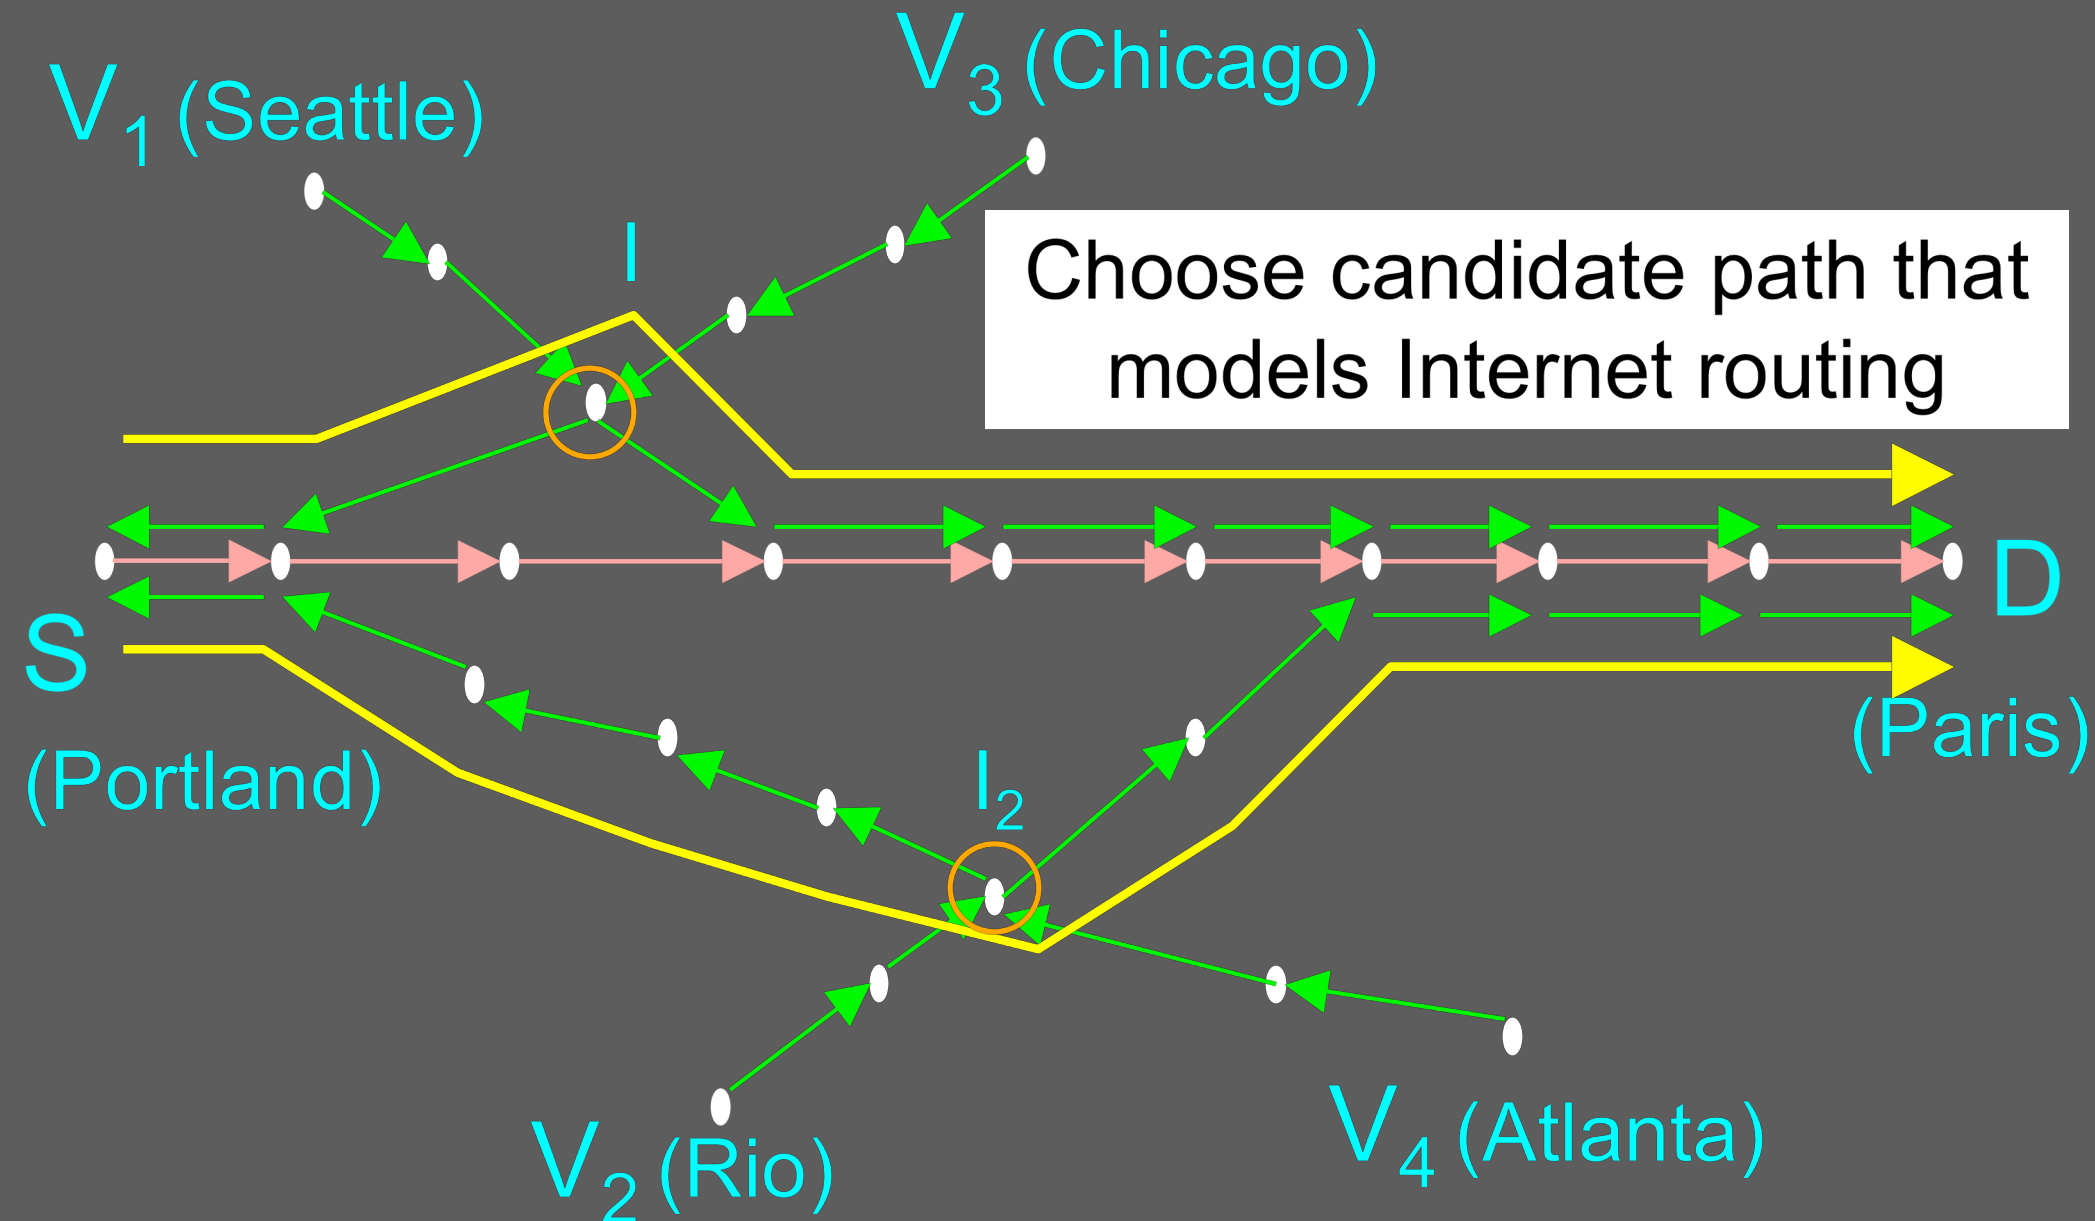 V1 (Seattle)
V3 (Chicago)
I
Choose candidate path that
models Internet routing
S
(Portland)
D
(Paris)
I2
V2 (Rio)
V4 (Atlanta)